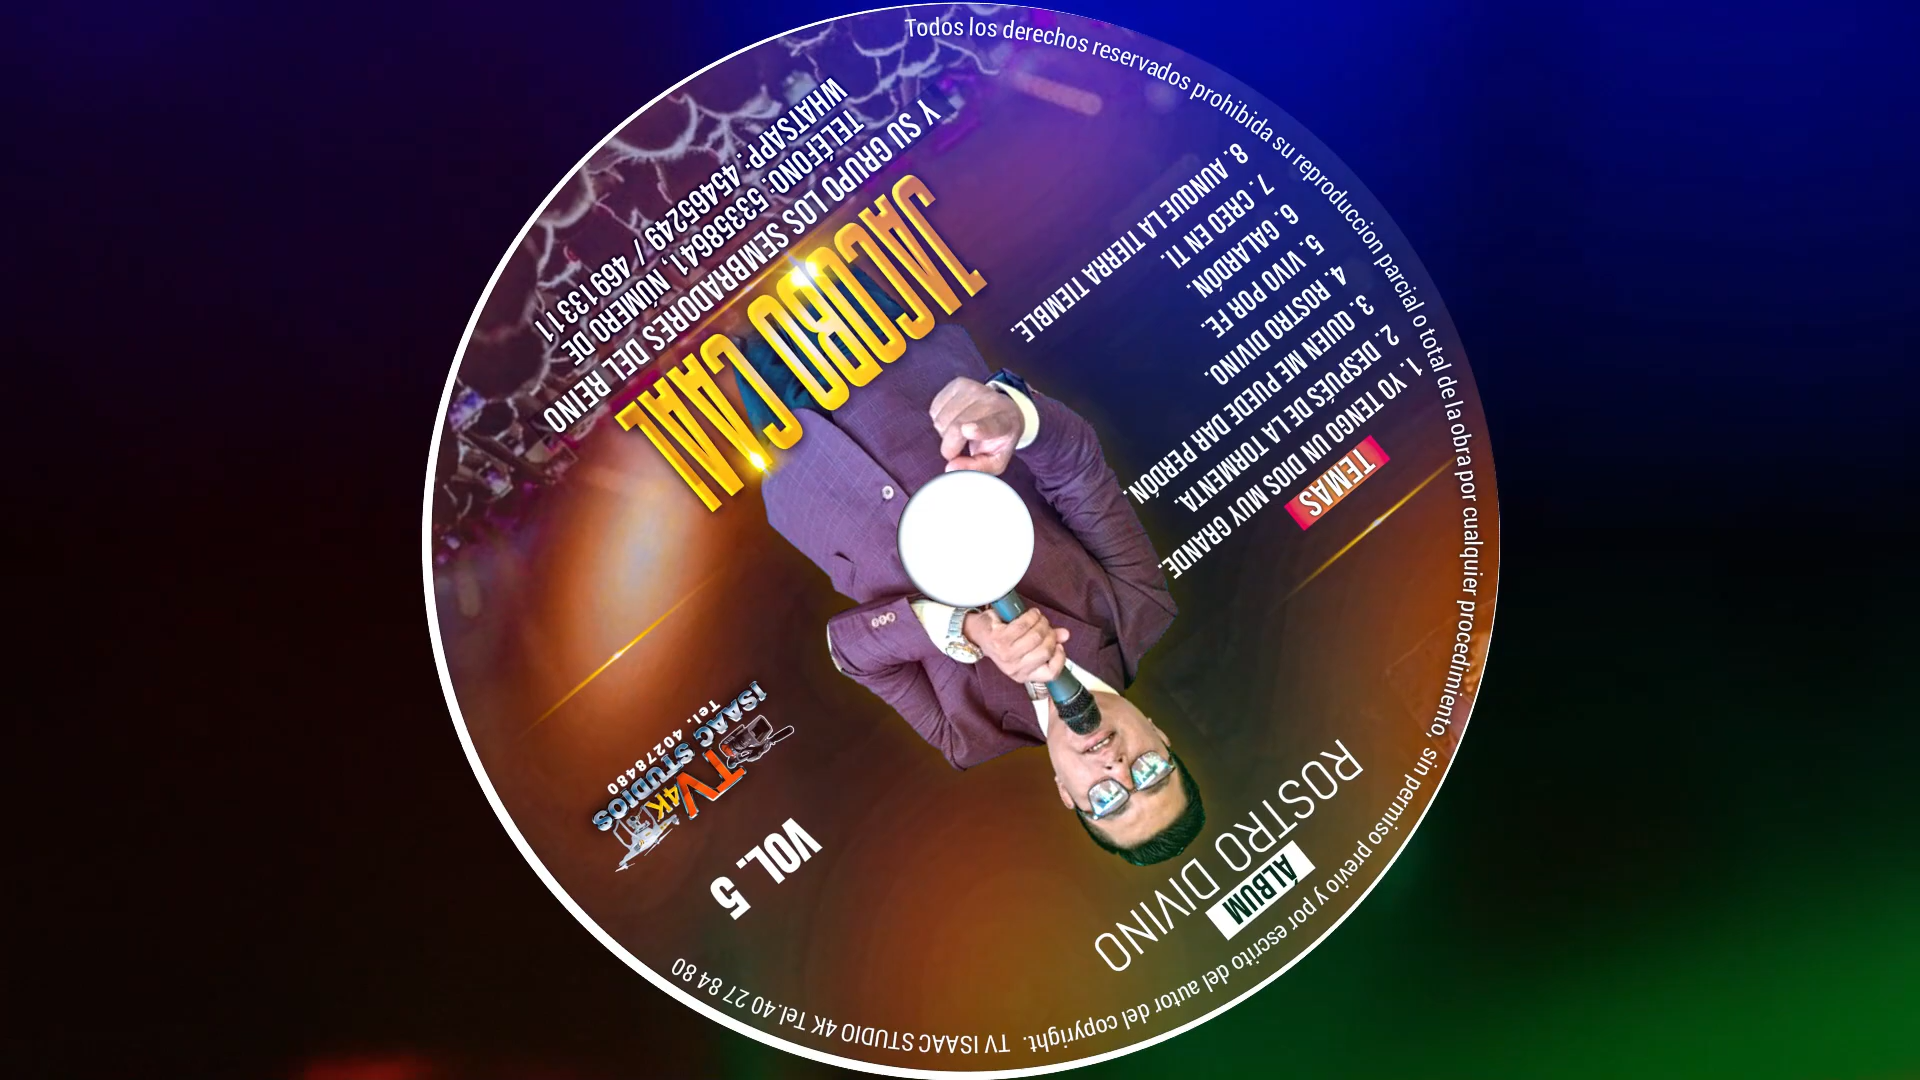 ÁLBUM
ROSTRO DIVINO
VOL. 5
TV 4K
ISAAC STUDIOS
Tel. 40278480
TEMAS
1. YO TENGO UN DIOS MUY GRANDE.
2. DESPUÉS DE LA TORMENTA.
3. QUIEN ME PUEDE DAR PERDÓN.
4. ROSTRO DIVINO.
5. VIVO POR FE.
6. GALARDÓN.
7. CREO EN TI.
8. AUNQUE LA TIERRA TIEMBLE.
JACOBO CAAL
Y SU GRUPO LOS SEMBRADORES DEL REINO
TELÉFONO: 53358641, NÚMERO DE
WHATSAPP: 45465249 / 46913311
Todos los derechos reservados prohibida su reproduccion parcial o total de la obra por cualquier procedimiento, sin permiso previo y por escrito del autor del copyright. TV ISAAC STUDIO 4K Tel.40 27 84 80